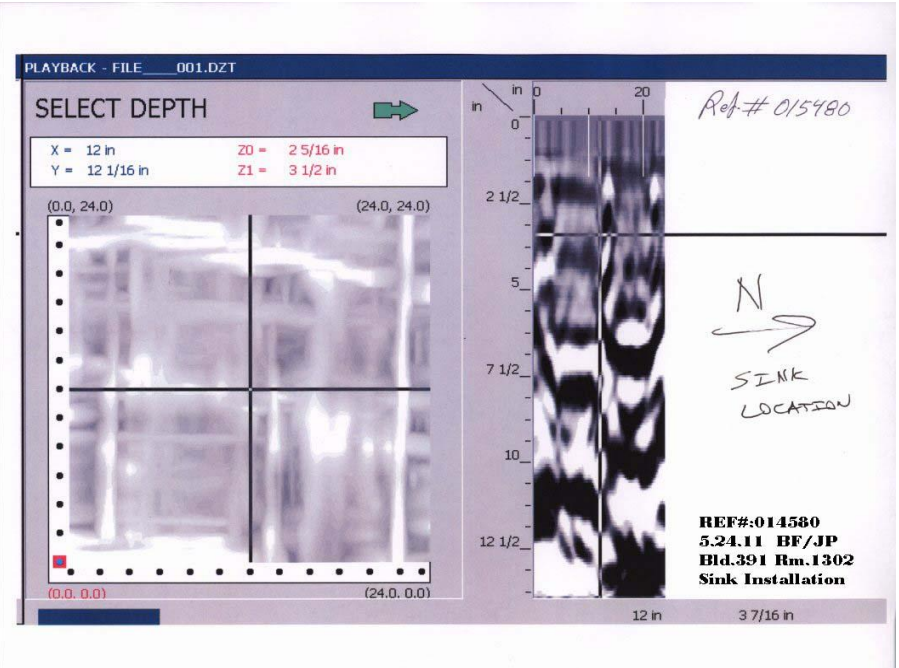 PLAYBACK - FILE____001.DZT
SELECT DEPTH
X = 12 in Z0 = 2 5/16 in
Y = 12 1/16 in Z1 = 3 1/2 in
(0.0, 24.0) (24.0, 24.0)
(0.0, 0.0) (24.0, 0.0)
in 0 20
in
0
2 1/2
5
7 1/2
10
12 1/2
12 in 3 7/16 in
Ref. # 015480
N
SINK
LOCATION
REF#:014580
5.24.11 BF/JP
Bld.391 Rm.1302
Sink Installation